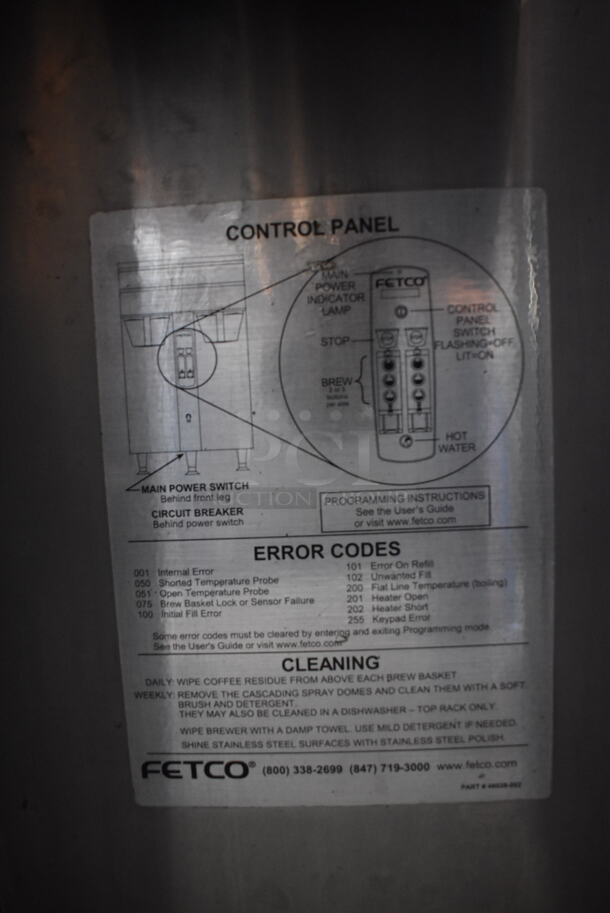 CONTROL PANEL
MAIN
POWER
INDICATOR
LAMP
FETCO
CONTROL
PANEL
SWITCH
FLASHING=OFF,
LIT=ON
STOP
BREW
2 or 3
buttons
per side
HOT
WATER
MAIN POWER SWITCH
Behind front leg
CIRCUIT BREAKER
Behind power switch
PROGRAMMING INSTRUCTIONS
See the User's Guide
or visit www.fetco.com
ERROR CODES
001 Internal Error
050 Shorted Temperature Probe
051 Open Temperature Probe
075 Brew Basket Lock or Sensor Failure
100 Initial Fill Error
101 Error On Refill
102 Unwanted Fill
200 Flat Line Temperature (boiling)
201 Heater Open
202 Heater Short
255 Keypad Error
Some error codes must be cleared by entering and exiting Programming mode.
See the User's Guide or visit www.fetco.com
CLEANING
DAILY: WIPE COFFEE RESIDUE FROM ABOVE EACH BREW BASKET
WEEKLY: REMOVE THE CASCADING SPRAY DOMES AND CLEAN THEM WITH A SOFT
BRUSH AND DETERGENT.
THEY MAY ALSO BE CLEANED IN A DISHWASHER – TOP RACK ONLY.
WIPE BREWER WITH A DAMP TOWEL. USE MILD DETERGENT IF NEEDED.
SHINE STAINLESS STEEL SURFACES WITH STAINLESS STEEL POLISH.
FETCO® (800) 338-2699 (847) 719-3000 www.fetco.com
PART #